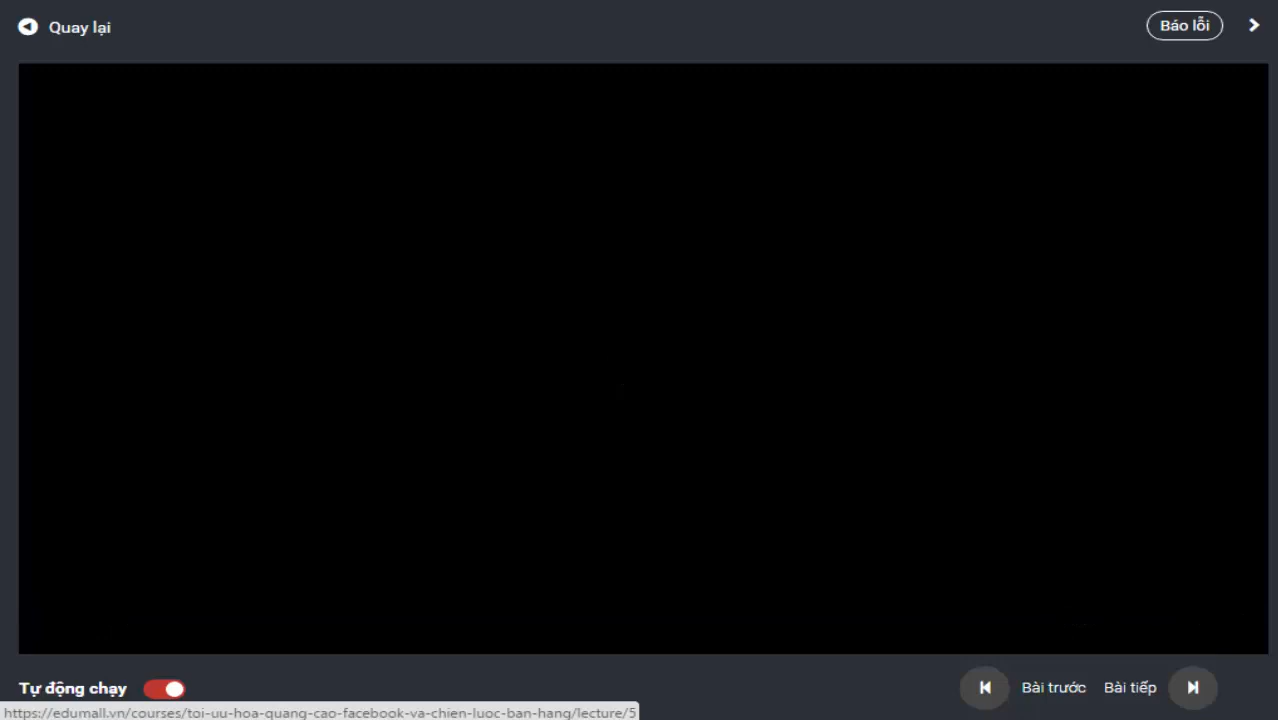 Quay lại
Báo lỗi
Tự động chạy
Bài trước
Bài tiếp
https://edumall.vn/courses/toi-uu-hoa-quang-cao-facebook-va-chien-luoc-ban-hang/lecture/5